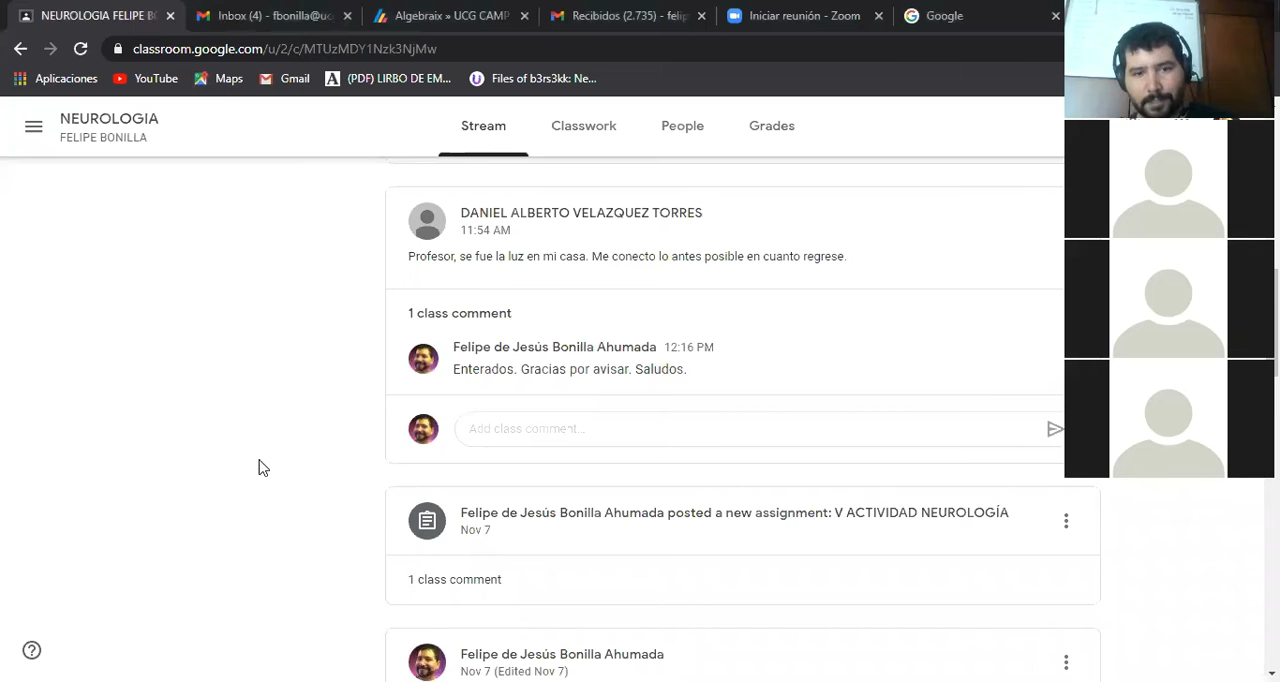 NEUROLOGIA FELIPE B
Inbox (4) - fbonilla@u
Algebraix » UCG CAMP
Recibidos (2.735) - felip
Iniciar reunión - Zoom
Google
classroom.google.com/u/2/c/MTUzMDY1Nzk3NjMw
Aplicaciones
YouTube
Maps
Gmail
(PDF) LIRBO DE EM...
Files of b3rs3kk: Ne...
NEUROLOGIA
FELIPE BONILLA
Stream
Classwork
People
Grades
DANIEL ALBERTO VELAZQUEZ TORRES
11:54 AM
Profesor, se fue la luz en mi casa. Me conecto lo antes posible en cuanto regrese.
1 class comment
Felipe de Jesús Bonilla Ahumada 12:16 PM
Enterados. Gracias por avisar. Saludos.
Add class comment...
Felipe de Jesús Bonilla Ahumada posted a new assignment: V ACTIVIDAD NEUROLOGÍA
Nov 7
1 class comment
Felipe de Jesús Bonilla Ahumada
Nov 7 (Edited Nov 7)